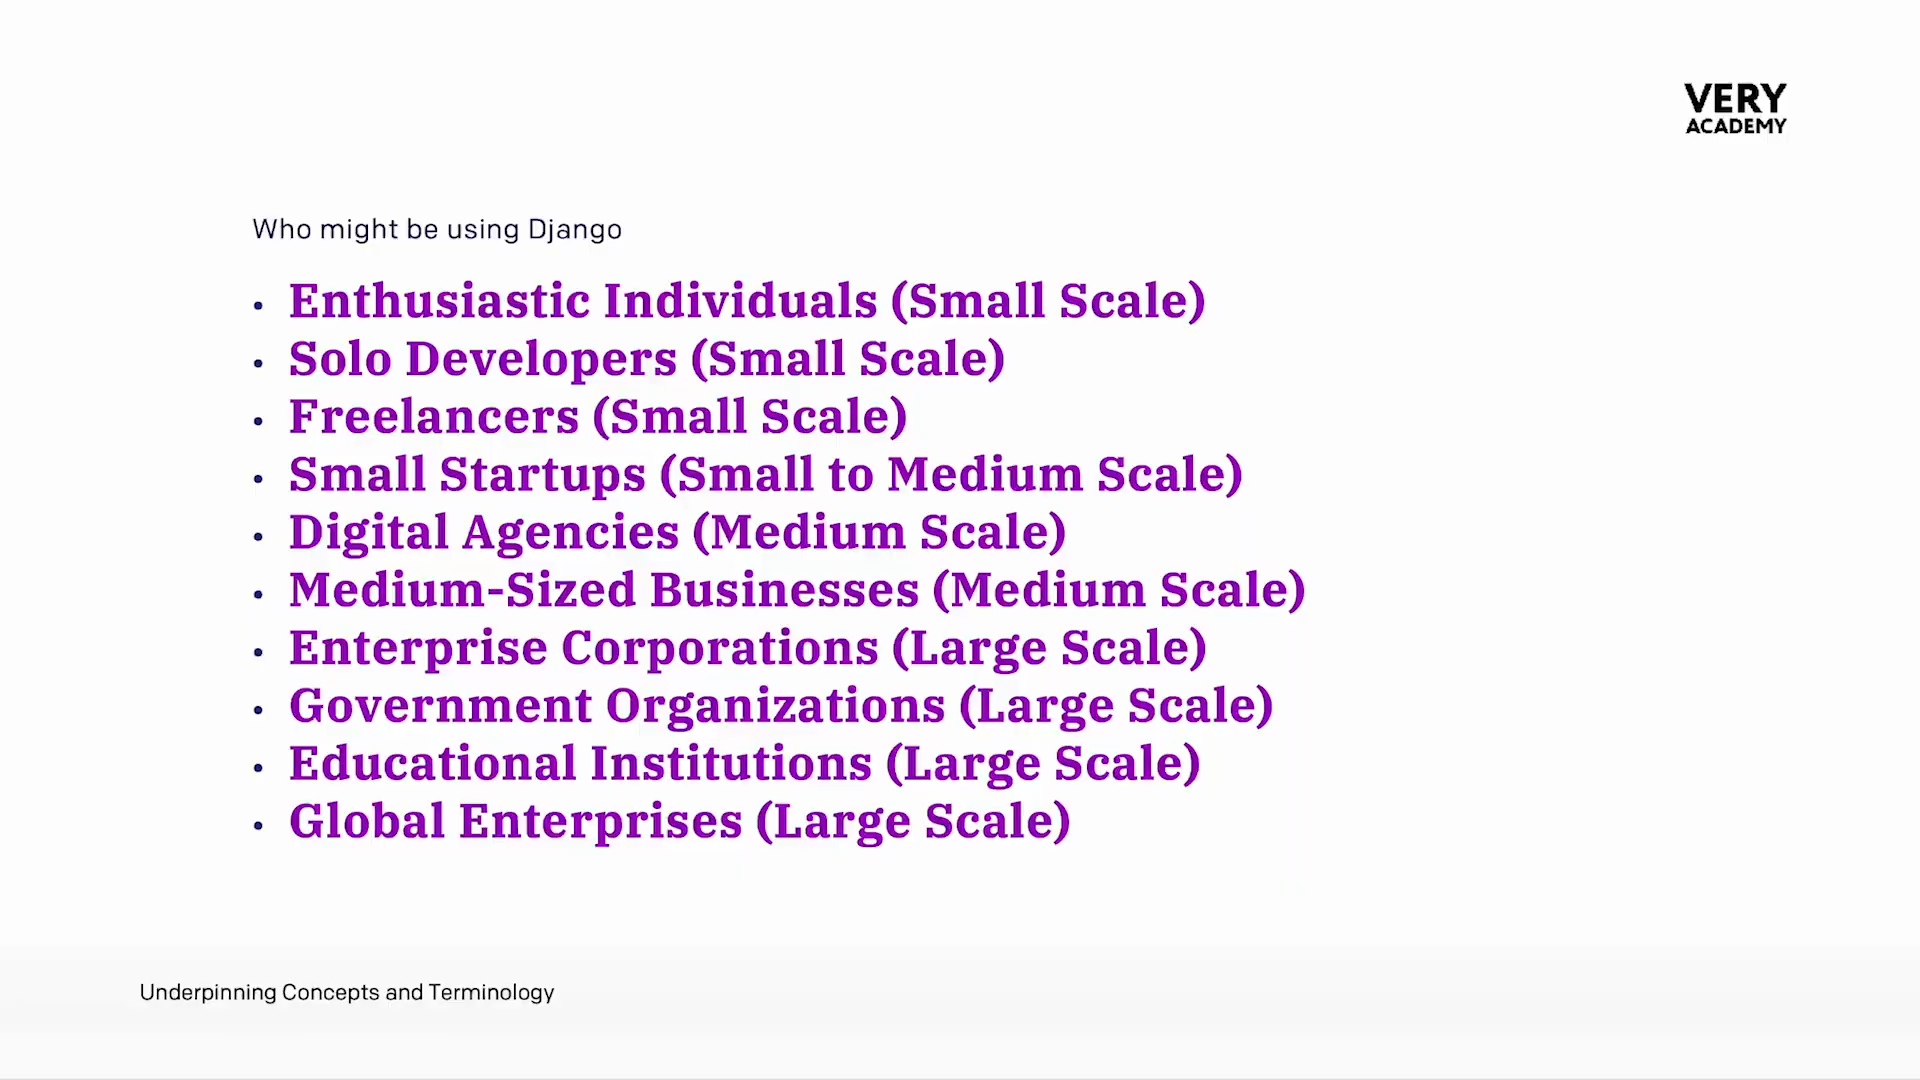 VERY
ACADEMY
Who might be using Django
• Enthusiastic Individuals (Small Scale)
• Solo Developers (Small Scale)
• Freelancers (Small Scale)
• Small Startups (Small to Medium Scale)
• Digital Agencies (Medium Scale)
• Medium-Sized Businesses (Medium Scale)
• Enterprise Corporations (Large Scale)
• Government Organizations (Large Scale)
• Educational Institutions (Large Scale)
• Global Enterprises (Large Scale)
Underpinning Concepts and Terminology